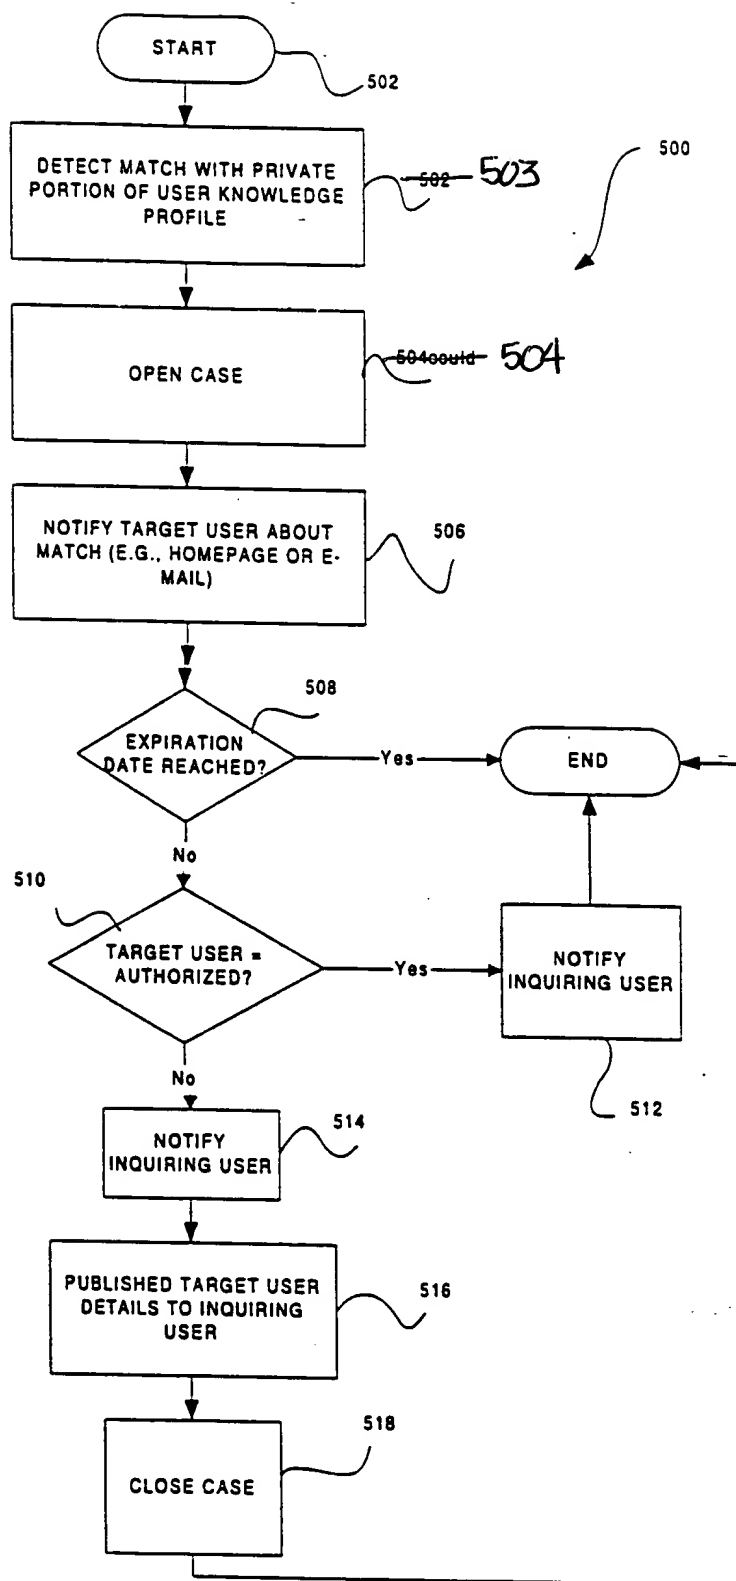 START
502
500
DETECT MATCH WITH PRIVATE
PORTION OF USER KNOWLEDGE
PROFILE
502 503
OPEN CASE
504could 504
NOTIFY TARGET USER ABOUT
MATCH (E.G., HOMEPAGE OR E-
MAIL)
506
508
EXPIRATION
DATE REACHED?
Yes
END
No
510
TARGET USER =
AUTHORIZED?
Yes
NOTIFY
INQUIRING USER
512
No
514
NOTIFY
INQUIRING USER
PUBLISHED TARGET USER
DETAILS TO INQUIRING
USER
516
518
CLOSE CASE